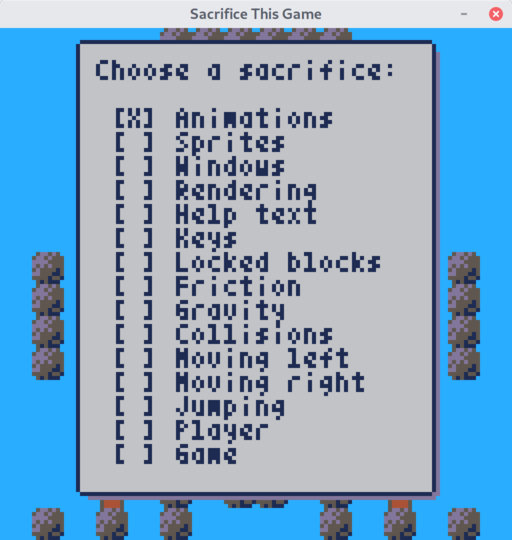 Sacrifice This Game
Choose a sacrifice:
[X] Animations
[ ] Sprites
[ ] Windows
[ ] Rendering
[ ] Help text
[ ] Keys
[ ] Locked blocks
[ ] Friction
[ ] Gravity
[ ] Collisions
[ ] Moving left
[ ] Moving right
[ ] Jumping
[ ] Player
[ ] Game